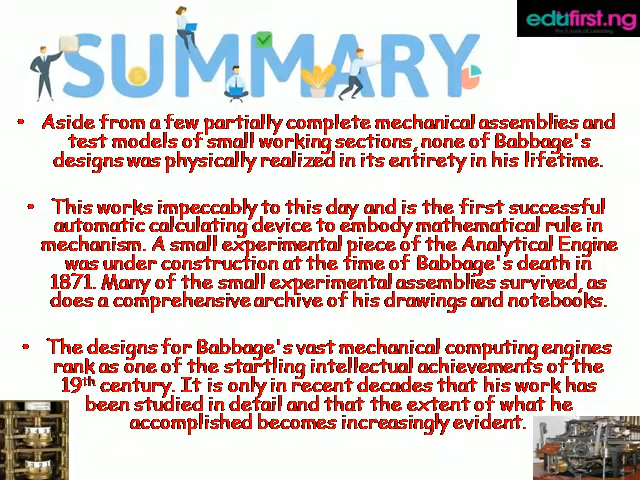 edufirst.ng
The Future of Learning
SUMMARY
• Aside from a few partially complete mechanical assemblies and
test models of small working sections, none of Babbage's
designs was physically realized in its entirety in his lifetime.
• This works impeccably to this day and is the first successful
automatic calculating device to embody mathematical rule in
mechanism. A small experimental piece of the Analytical Engine
was under construction at the time of Babbage's death in
1871. Many of the small experimental assemblies survived, as
does a comprehensive archive of his drawings and notebooks.
• The designs for Babbage's vast mechanical computing engines
rank as one of the startling intellectual achievements of the
19th century. It is only in recent decades that his work has
been studied in detail and that the extent of what he
accomplished becomes increasingly evident.